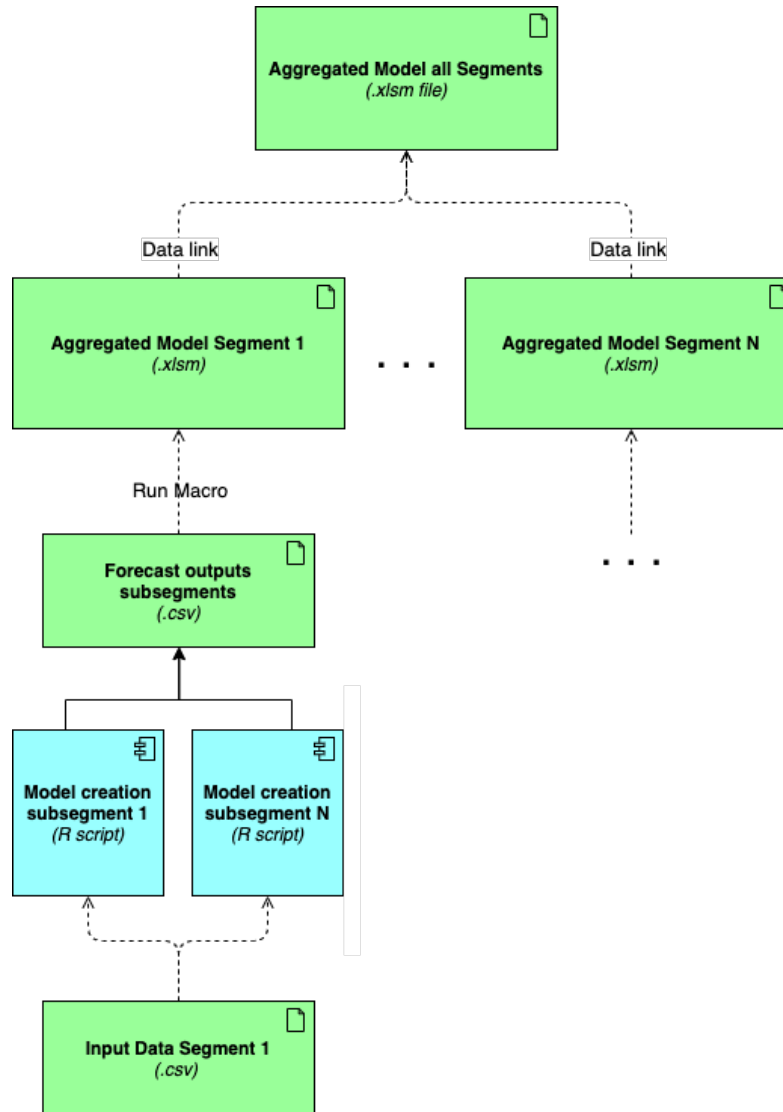 Aggregated Model all Segments
(.xlsm file)
Data link
Data link
Aggregated Model Segment 1
(.xlsm)
. . .
Aggregated Model Segment N
(.xlsm)
Run Macro
Forecast outputs
subsegments
(.csv)
. . .
Model creation
subsegment 1
(R script)
Model creation
subsegment N
(R script)
Input Data Segment 1
(.csv)